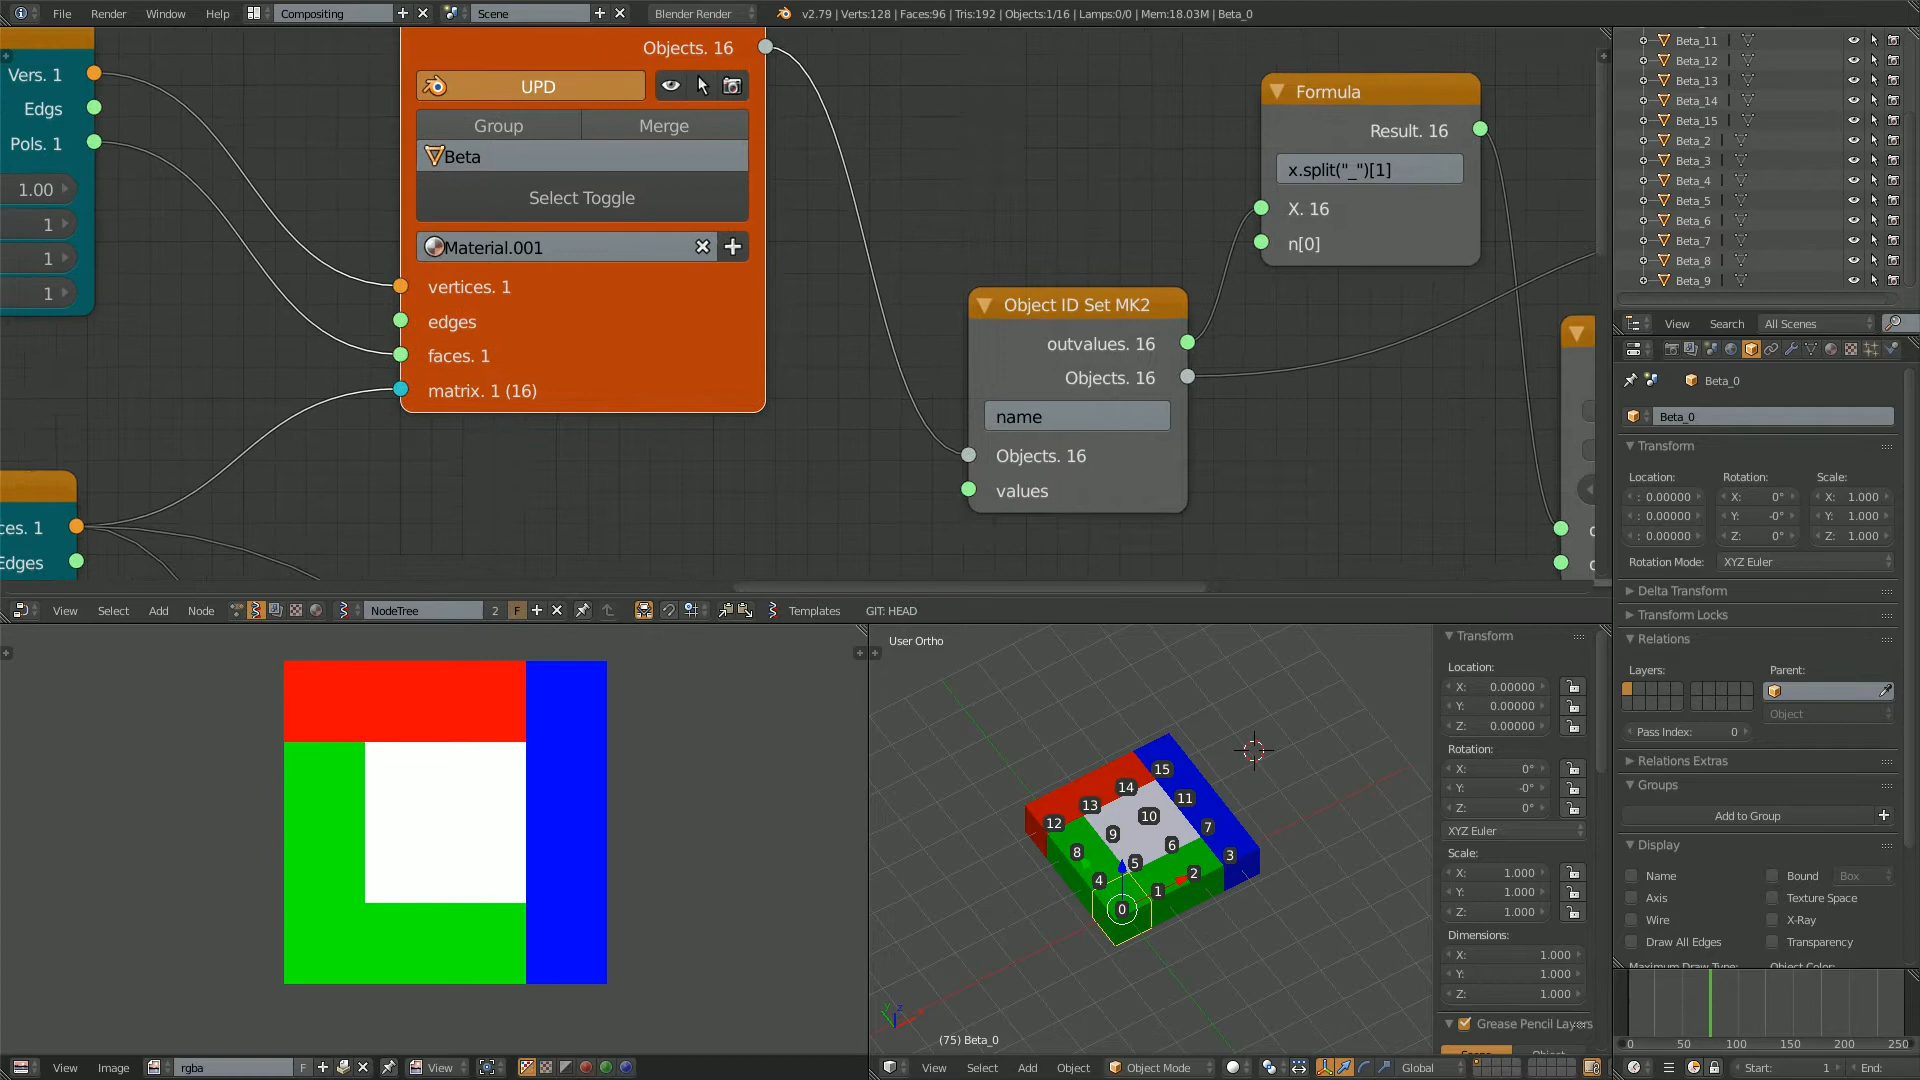 File
Render
Window
Help
Compositing
Scene
Blender Render
v2.79 | Verts:128 | Faces:96 | Tris:192 | Objects:1/16 | Lamps:0/0 | Mem:18.03M | Beta_0
Vers. 1
Edgs
Pols. 1
1.00
1
1
1
ces. 1
Edges
Objects. 16
UPD
Group
Merge
Beta
Select Toggle
Material.001
vertices. 1
edges
faces. 1
matrix. 1 (16)
Object ID Set MK2
outvalues. 16
Objects. 16
name
Objects. 16
values
Formula
Result. 16
x.split("_")[1]
X. 16
n[0]
Beta_11
Beta_12
Beta_13
Beta_14
Beta_15
Beta_2
Beta_3
Beta_4
Beta_5
Beta_6
Beta_7
Beta_8
Beta_9
View
Search
All Scenes
Beta_0
Beta_0
Transform
Location:
Rotation:
Scale:
: 0.00000
X: 0°
X: 1.000
: 0.00000
Y: -0°
Y: 1.000
: 0.00000
Z: 0°
Z: 1.000
Rotation Mode:
XYZ Euler
Delta Transform
Transform Locks
Relations
Layers:
Parent:
Object
Pass Index: 0
Relations Extras
Groups
Add to Group
Display
Name
Bound
Box
Axis
Texture Space
Wire
X-Ray
Draw All Edges
Transparency
Maximum Draw Type:
Object Color:
0
50
100
150
200
250
Start: 1
End:
View
Select
Add
Node
NodeTree
2
F
Templates
GIT: HEAD
User Ortho
15
14
11
13
10
12
9
7
8
6
3
5
4
2
1
0
(75) Beta_0
Transform
Location:
X: 0.00000
Y: 0.00000
Z: 0.00000
Rotation:
X: 0°
Y: -0°
Z: 0°
XYZ Euler
Scale:
X: 1.000
Y: 1.000
Z: 1.000
Dimensions:
X: 1.000
Y: 1.000
Z: 1.000
Grease Pencil Layers
View
Image
rgba
F
View
View
Select
Add
Object
Object Mode
Global